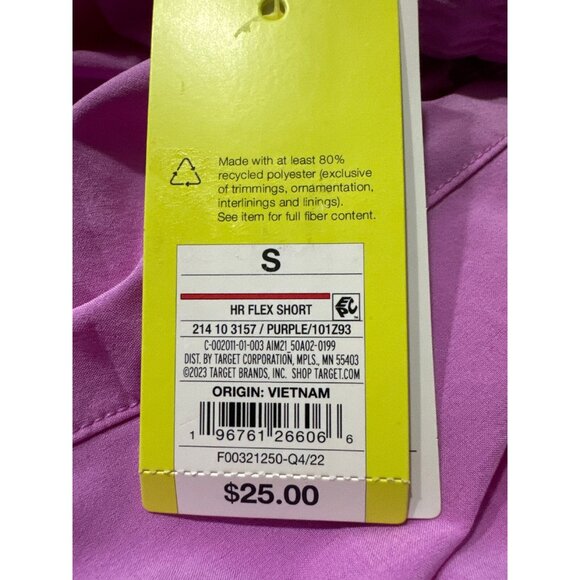 Made with at least 80%
recycled polyester (exclusive
of trimmings, ornamentation,
interlinings and linings).
See item for full fiber content.
S
HR FLEX SHORT
214 10 3157 / PURPLE/101Z93
C-002011-01-003 AIM21 50A02-0199
DIST. BY TARGET CORPORATION, MPLS., MN 55403
©2023 TARGET BRANDS, INC. SHOP TARGET.COM
ORIGIN: VIETNAM
1 96761 26606 6
F00321250-Q4/22
$25.00